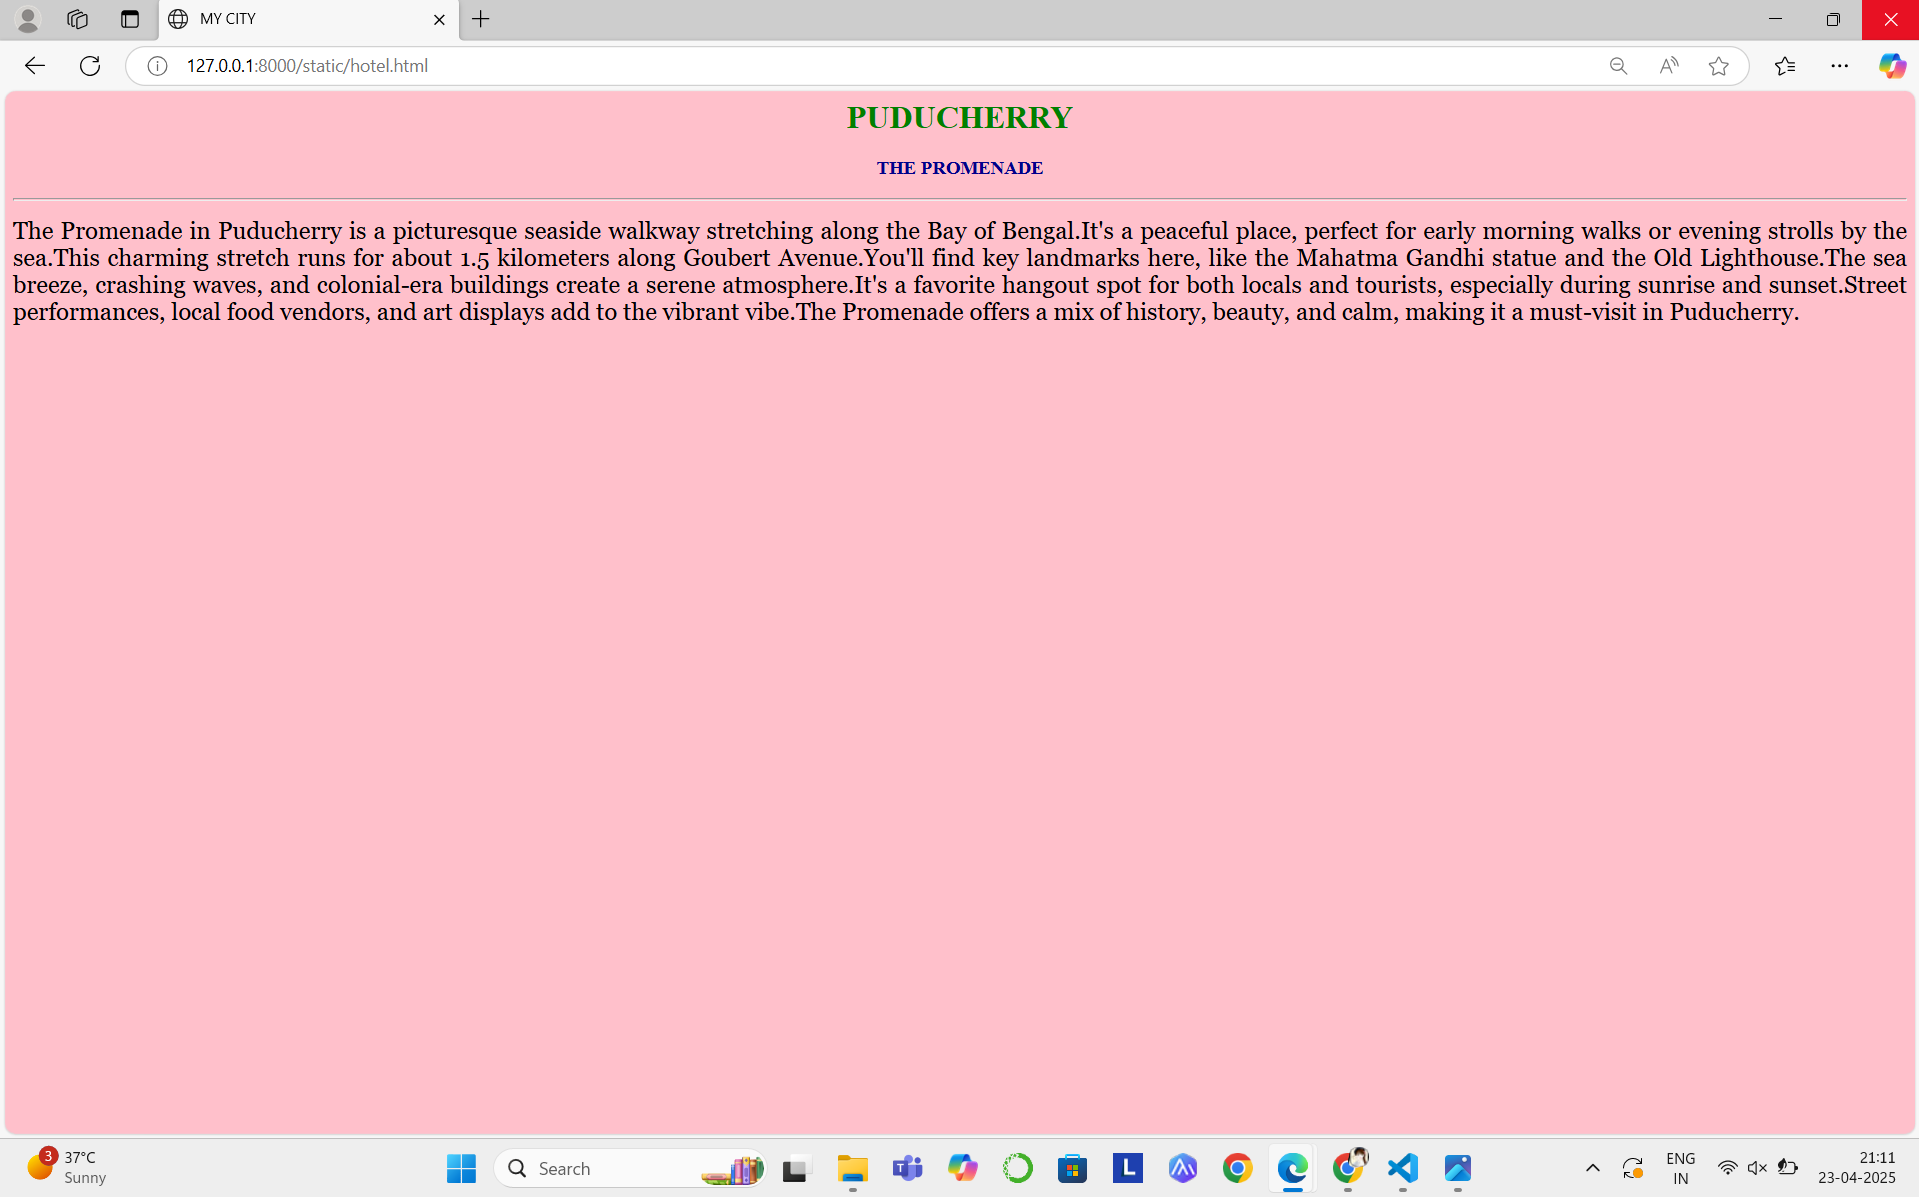 MY CITY
127.0.0.1:8000/static/hotel.html
PUDUCHERRY
THE PROMENADE
The Promenade in Puducherry is a picturesque seaside walkway stretching along the Bay of Bengal.It's a peaceful place, perfect for early morning walks or evening strolls by the
sea.This charming stretch runs for about 1.5 kilometers along Goubert Avenue.You'll find key landmarks here, like the Mahatma Gandhi statue and the Old Lighthouse.The sea
breeze, crashing waves, and colonial-era buildings create a serene atmosphere.It's a favorite hangout spot for both locals and tourists, especially during sunrise and sunset.Street
performances, local food vendors, and art displays add to the vibrant vibe.The Promenade offers a mix of history, beauty, and calm, making it a must-visit in Puducherry.
3
37°C
Sunny
Search
T
L
ENG
IN
21:11
23-04-2025